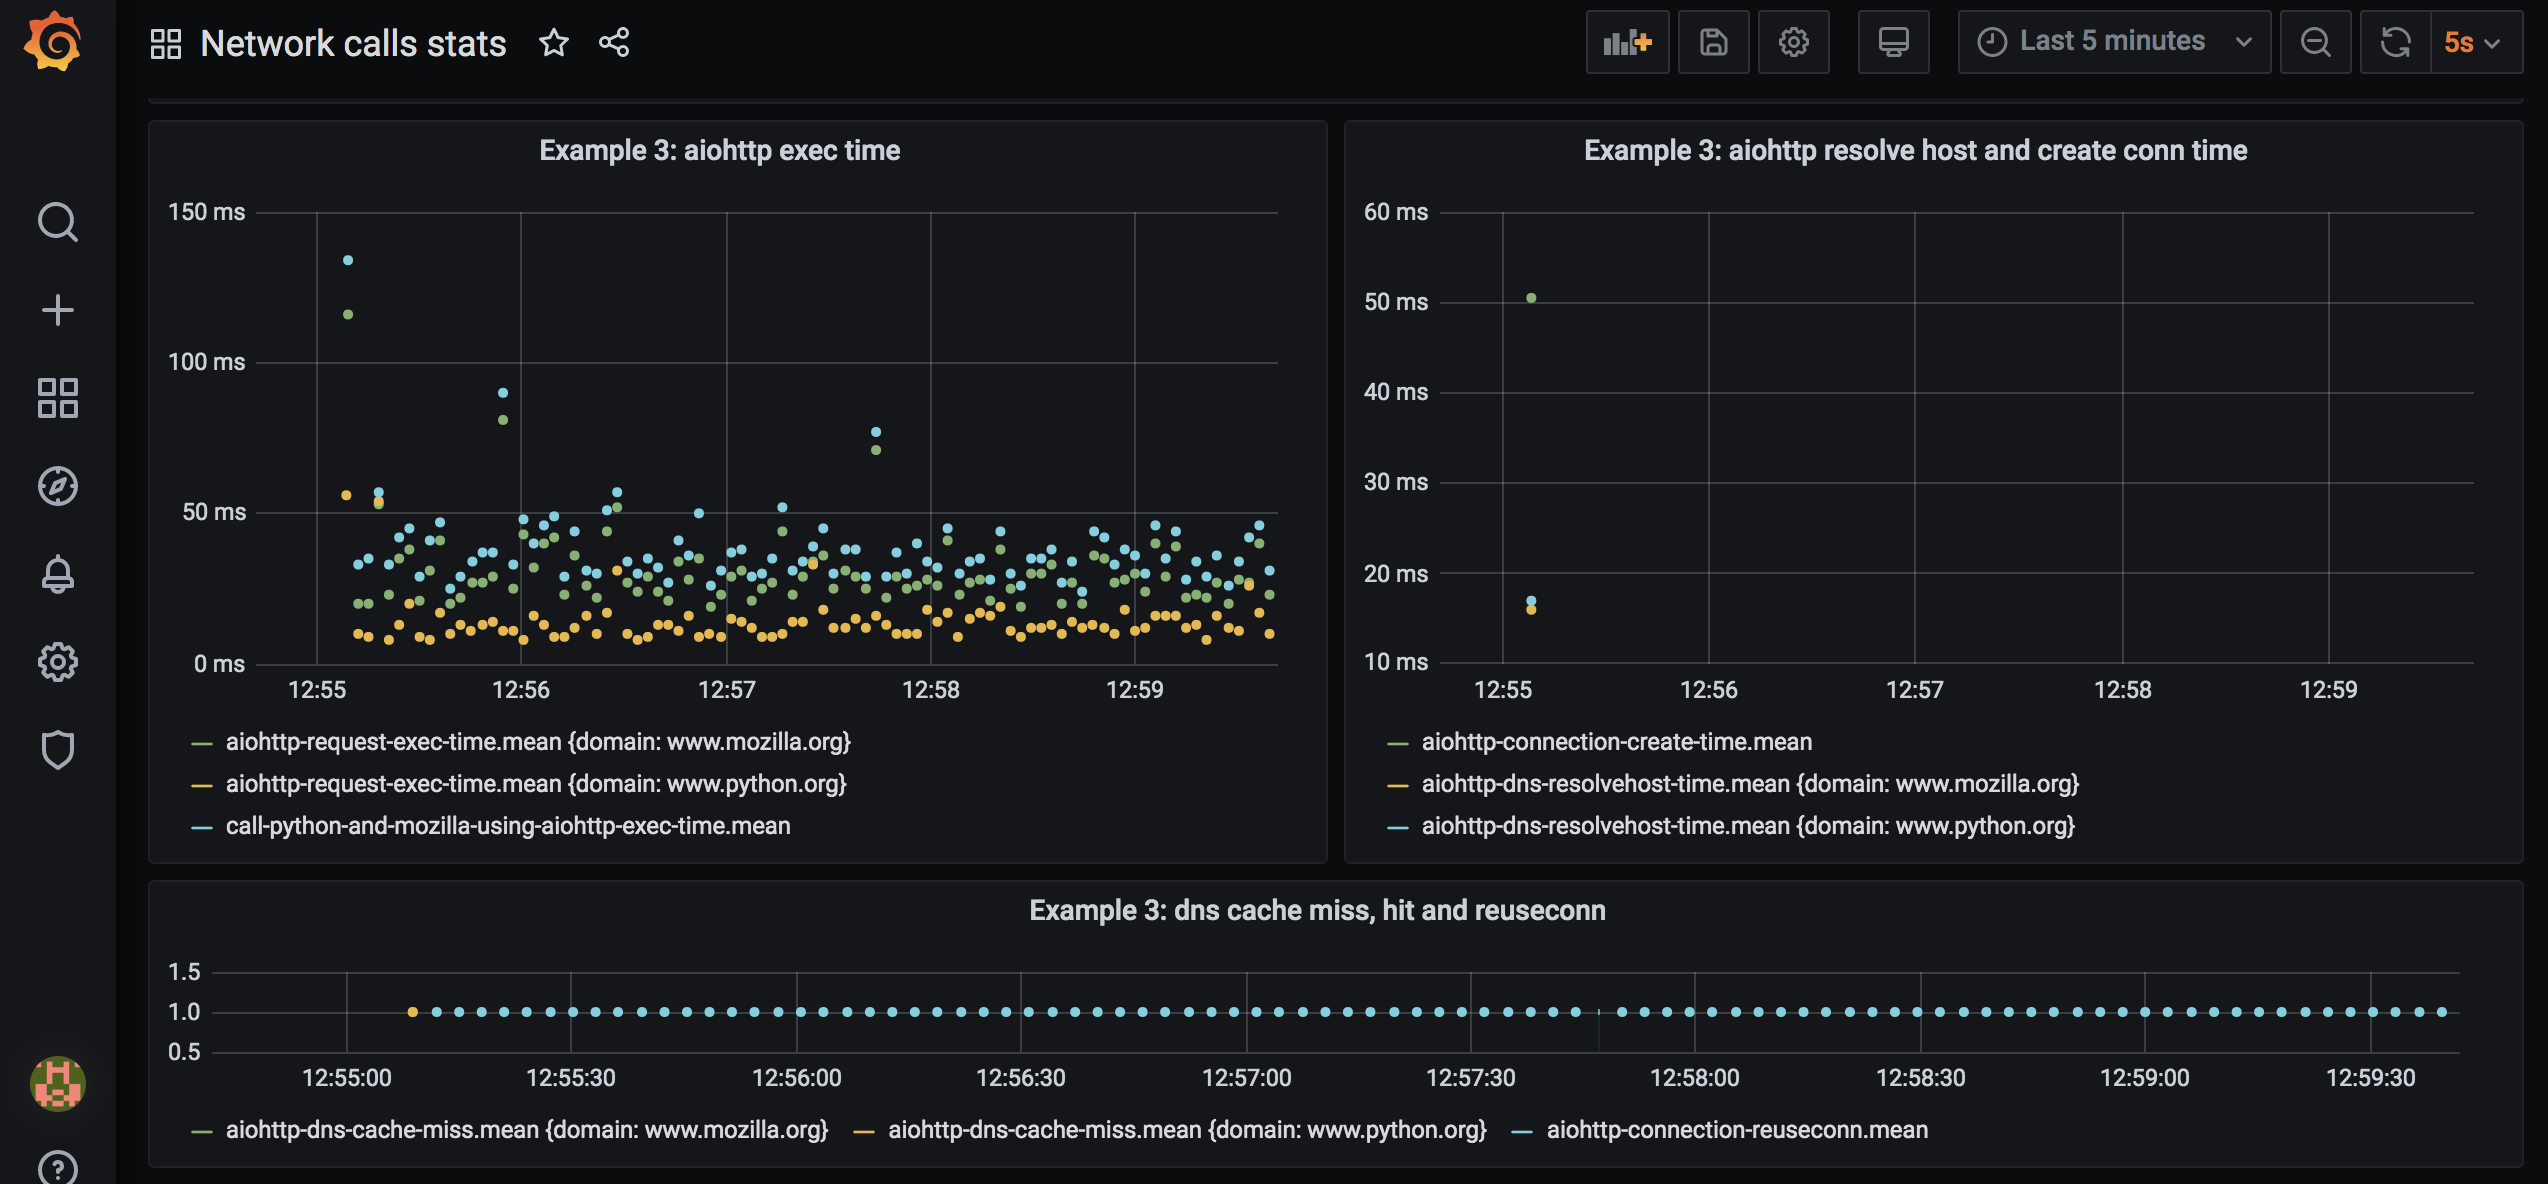 Network calls stats
Last 5 minutes
5s
Example 3: aiohttp exec time
150 ms
100 ms
50 ms
0 ms
12:55 12:56 12:57 12:58 12:59
aiohttp-request-exec-time.mean {domain: www.mozilla.org}
aiohttp-request-exec-time.mean {domain: www.python.org}
call-python-and-mozilla-using-aiohttp-exec-time.mean
Example 3: aiohttp resolve host and create conn time
60 ms
50 ms
40 ms
30 ms
20 ms
10 ms
12:55 12:56 12:57 12:58 12:59
aiohttp-connection-create-time.mean
aiohttp-dns-resolvehost-time.mean {domain: www.mozilla.org}
aiohttp-dns-resolvehost-time.mean {domain: www.python.org}
Example 3: dns cache miss, hit and reuseconn
1.5
1.0
0.5
12:55:00 12:55:30 12:56:00 12:56:30 12:57:00 12:57:30 12:58:00 12:58:30 12:59:00 12:59:30
aiohttp-dns-cache-miss.mean {domain: www.mozilla.org} aiohttp-dns-cache-miss.mean {domain: www.python.org} aiohttp-connection-reuseconn.mean